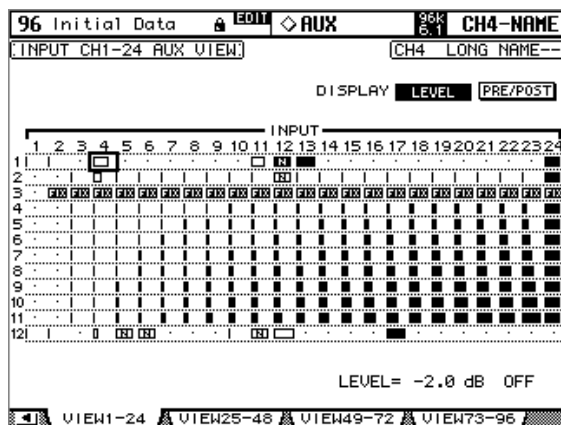 96 Initial Data EDIT ◇AUX 96k 6.1 CH4-NAME
INPUT CH1-24 AUX VIEW CH4 LONG NAME--
DISPLAY LEVEL PRE/POST
INPUT
1 2 3 4 5 6 7 8 9 10 11 12 13 14 15 16 17 18 19 20 21 22 23 24
1 N
2 N
3 FIX FIX FIX FIX FIX FIX FIX FIX FIX FIX FIX FIX FIX FIX FIX FIX FIX FIX FIX FIX FIX FIX FIX
4
5
6
7
8
9
10
11
12 N N N
LEVEL= -2.0 dB OFF
VIEW1-24 VIEW25-48 VIEW49-72 VIEW73-96